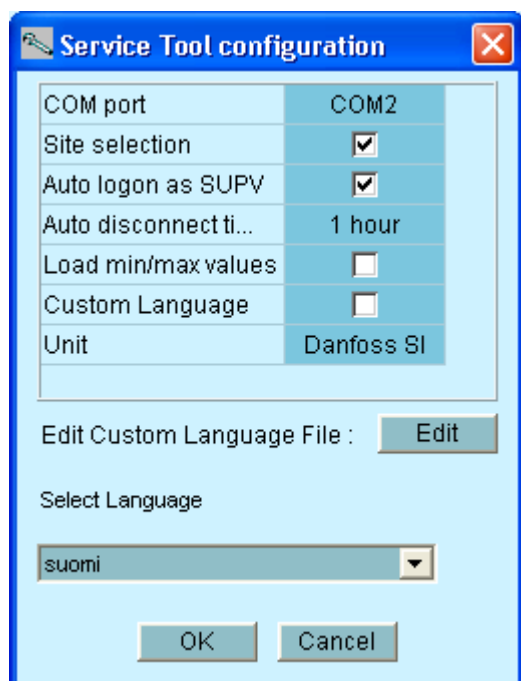 Service Tool configuration
COM port COM2
Site selection
Auto logon as SUPV
Auto disconnect ti... 1 hour
Load min/max values
Custom Language
Unit Danfoss SI
Edit Custom Language File : Edit
Select Language
suomi
OK Cancel